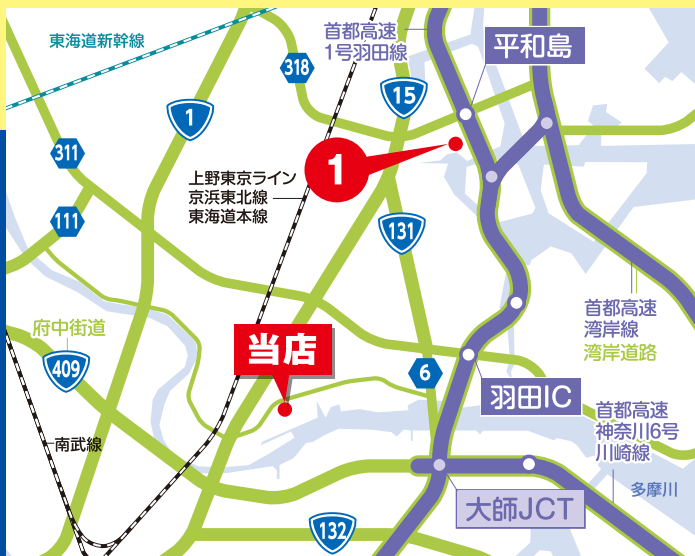 東海道新幹線
首都高速
1号羽田線
平和島
318
15
1
311
1
上野東京ライン
京浜東北線
東海道本線
111
131
首都高速
湾岸線
湾岸道路
府中街道
409
当店
6
羽田IC
首都高速
神奈川6号
川崎線
南武線
多摩川
大師JCT
132